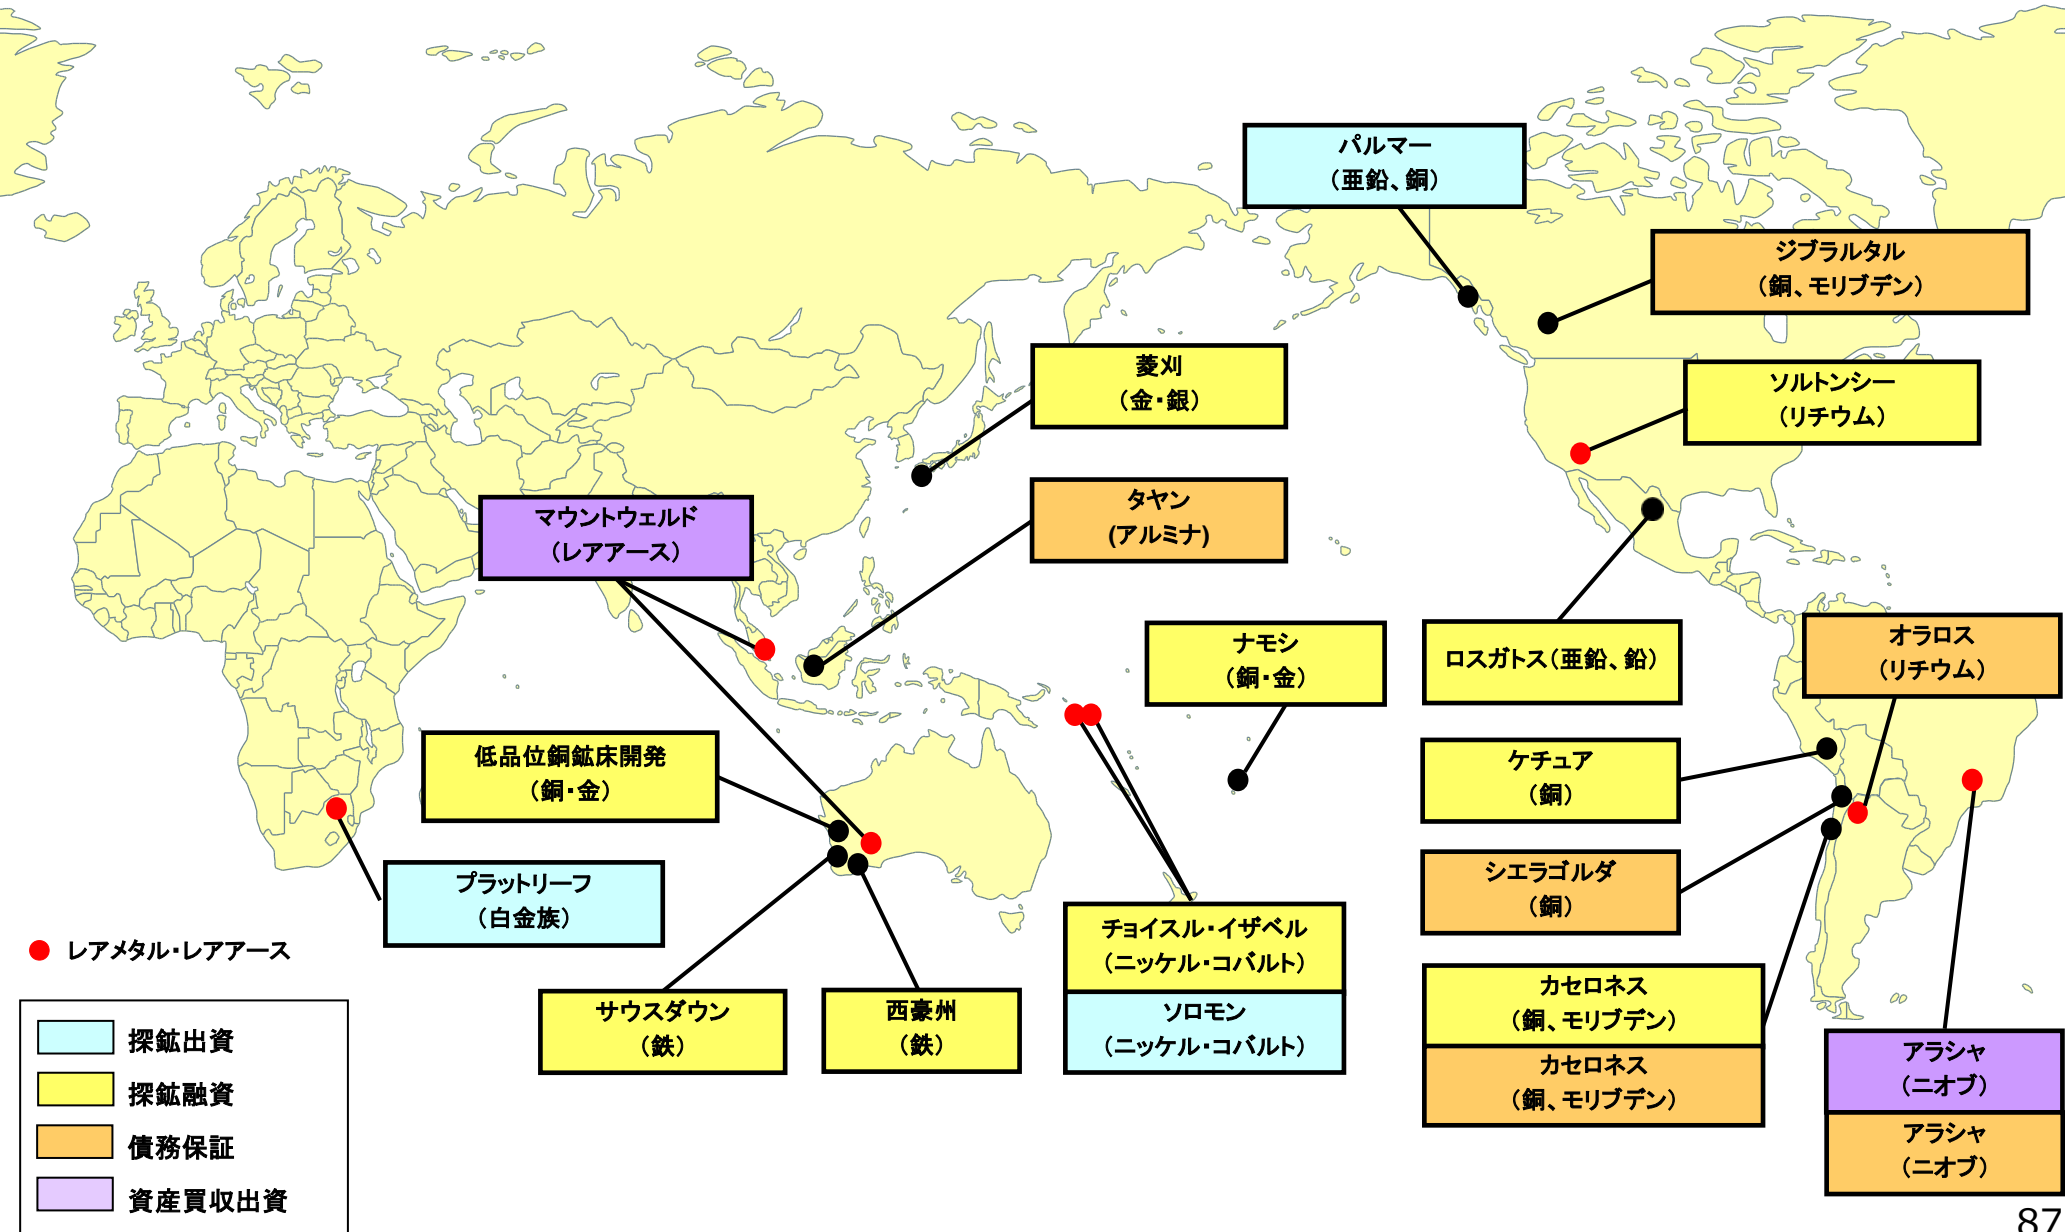 パルマー
（亜鉛、銅）
ジブラルタル
（銅、モリブデン）
菱刈
（金・銀）
ソルトンシー
（リチウム）
タヤン
(アルミナ)
マウントウェルド
（レアアース）
ナモシ
（銅・金）
ロスガトス（亜鉛、鉛）
オラロス
（リチウム）
低品位銅鉱床開発
（銅・金）
ケチュア
（銅）
プラットリーフ
（白金族）
シエラゴルダ
（銅）
チョイスル・イザベル
（ニッケル・コバルト）
ソロモン
（ニッケル・コバルト）
サウスダウン
（鉄）
西豪州
（鉄）
カセロネス
（銅、モリブデン）
カセロネス
（銅、モリブデン）
アラシャ
（ニオブ）
アラシャ
（ニオブ）
レアメタル・レアアース
探鉱出資
探鉱融資
債務保証
資産買収出資
87